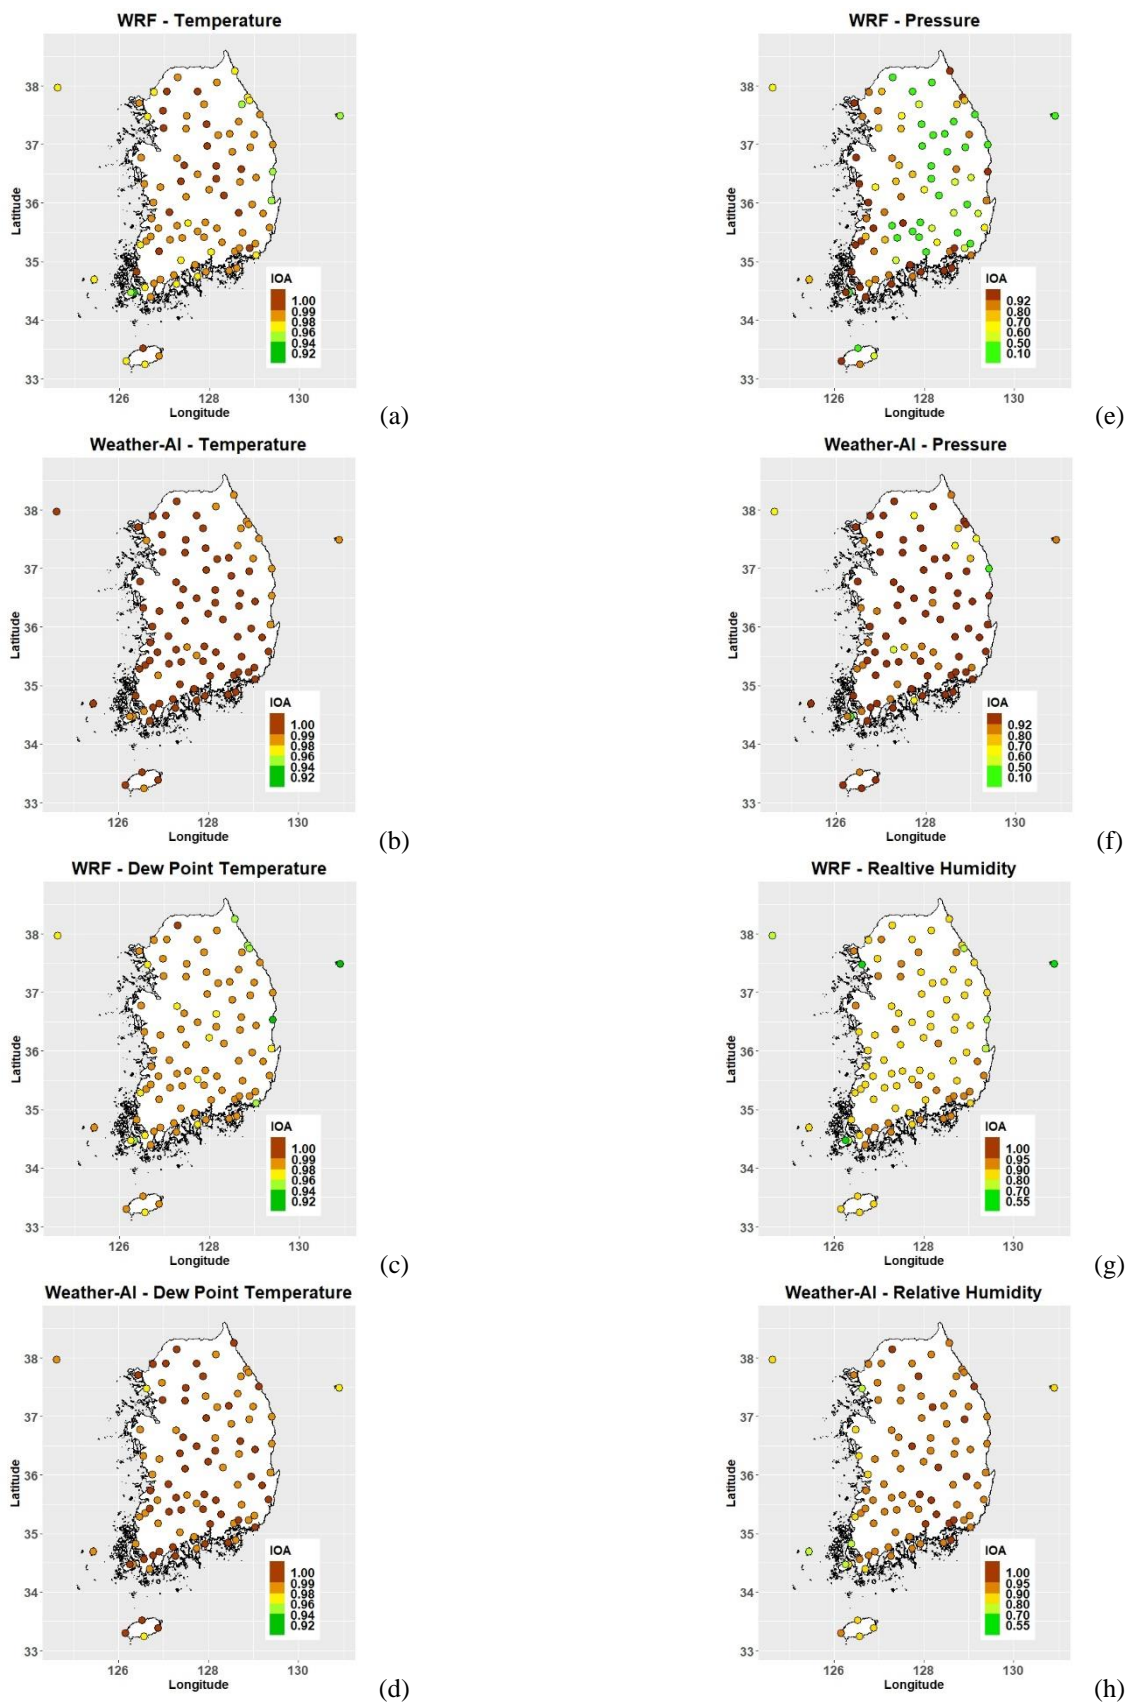 WRF - Temperature
Latitude
38
37
36
35
34
33
IOA
1.00
0.99
0.98
0.96
0.94
0.92
126 128 130
Longitude
(a)
WRF - Pressure
Latitude
38
37
36
35
34
33
IOA
0.92
0.80
0.70
0.60
0.50
0.10
126 128 130
Longitude
(e)
Weather-AI - Temperature
Latitude
38
37
36
35
34
33
IOA
1.00
0.99
0.98
0.96
0.94
0.92
126 128 130
Longitude
(b)
Weather-AI - Pressure
Latitude
38
37
36
35
34
33
IOA
0.92
0.80
0.70
0.60
0.50
0.10
126 128 130
Longitude
(f)
WRF - Dew Point Temperature
Latitude
38
37
36
35
34
33
IOA
1.00
0.99
0.98
0.96
0.94
0.92
126 128 130
Longitude
(c)
WRF - Realtive Humidity
Latitude
38
37
36
35
34
33
IOA
1.00
0.95
0.90
0.80
0.70
0.55
126 128 130
Longitude
(g)
Weather-AI - Dew Point Temperature
Latitude
38
37
36
35
34
33
IOA
1.00
0.99
0.98
0.96
0.94
0.92
126 128 130
Longitude
(d)
Weather-AI - Relative Humidity
Latitude
38
37
36
35
34
33
IOA
1.00
0.95
0.90
0.80
0.70
0.55
126 128 130
Longitude
(h)